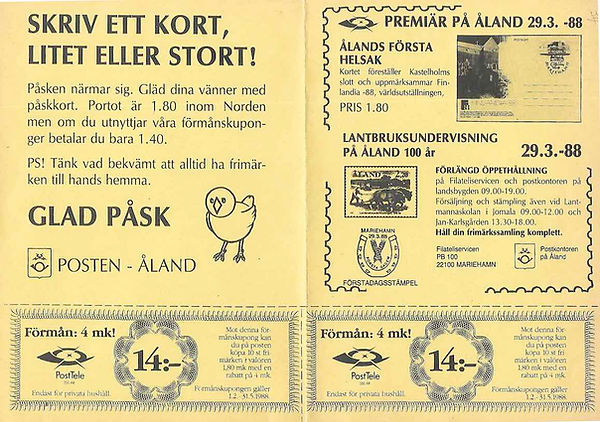 SKRIV ETT KORT,
LITET ELLER STORT!
Påsken närmar sig. Gläd dina vänner med
påskkort. Portot är 1.80 inom Norden
men om du utnyttjar våra förmånskupon-
ger betalar du bara 1.40.
PS! Tänk vad bekvämt att alltid ha frimär-
ken till hands hemma.
GLAD PÅSK
POSTEN - ÅLAND
PREMIÄR PÅ ÅLAND 29.3. -88
ÅLANDS FÖRSTA
HELSAK
Kortet föreställer Kastelholms
slott och uppmärksammar Fin-
landia -88, världsutställningen,
PRIS 1.80
LANTBRUKSUNDERVISNING
PÅ ÅLAND 100 år 29.3.-88
ÅLAND 2,20
MARIEHAMN
29.3.88
FÖRSTADAGSSTÄMPEL
FÖRLÄNGD ÖPPETHÅLLNING
på Filateliservicen och postkontoren på
landsbygden 09.00-19.00.
Försäljning och stämpling även vid Lant-
mannaskolan i Jomala 09.00-12.00 och
Jan-Karlsgården 13.30-18.00.
Håll din frimärkssamling komplett.
Filateliservicen
PB 100
22100 MARIEHAMN
Postkontoren
på Åland
Förmån: 4 mk!
PostTele
Endast för privata hushåll.
14:-
Mot denna för-
månskupong kan
du på posten
köpa 10 st fri-
märken i valören
1,80 mk med en
rabatt på 4 mk.
Förmånskupongen gäller
1.2. -31.5.1988.
Förmån: 4 mk!
PostTele
Endast för privata hushåll.
14:-
Mot denna för-
månskupong kan
du på posten
köpa 10 st fri-
märken i valören
1,80 mk med en
rabatt på 4 mk.
Förmånskupongen gäller
1.2. -31.5.1988.